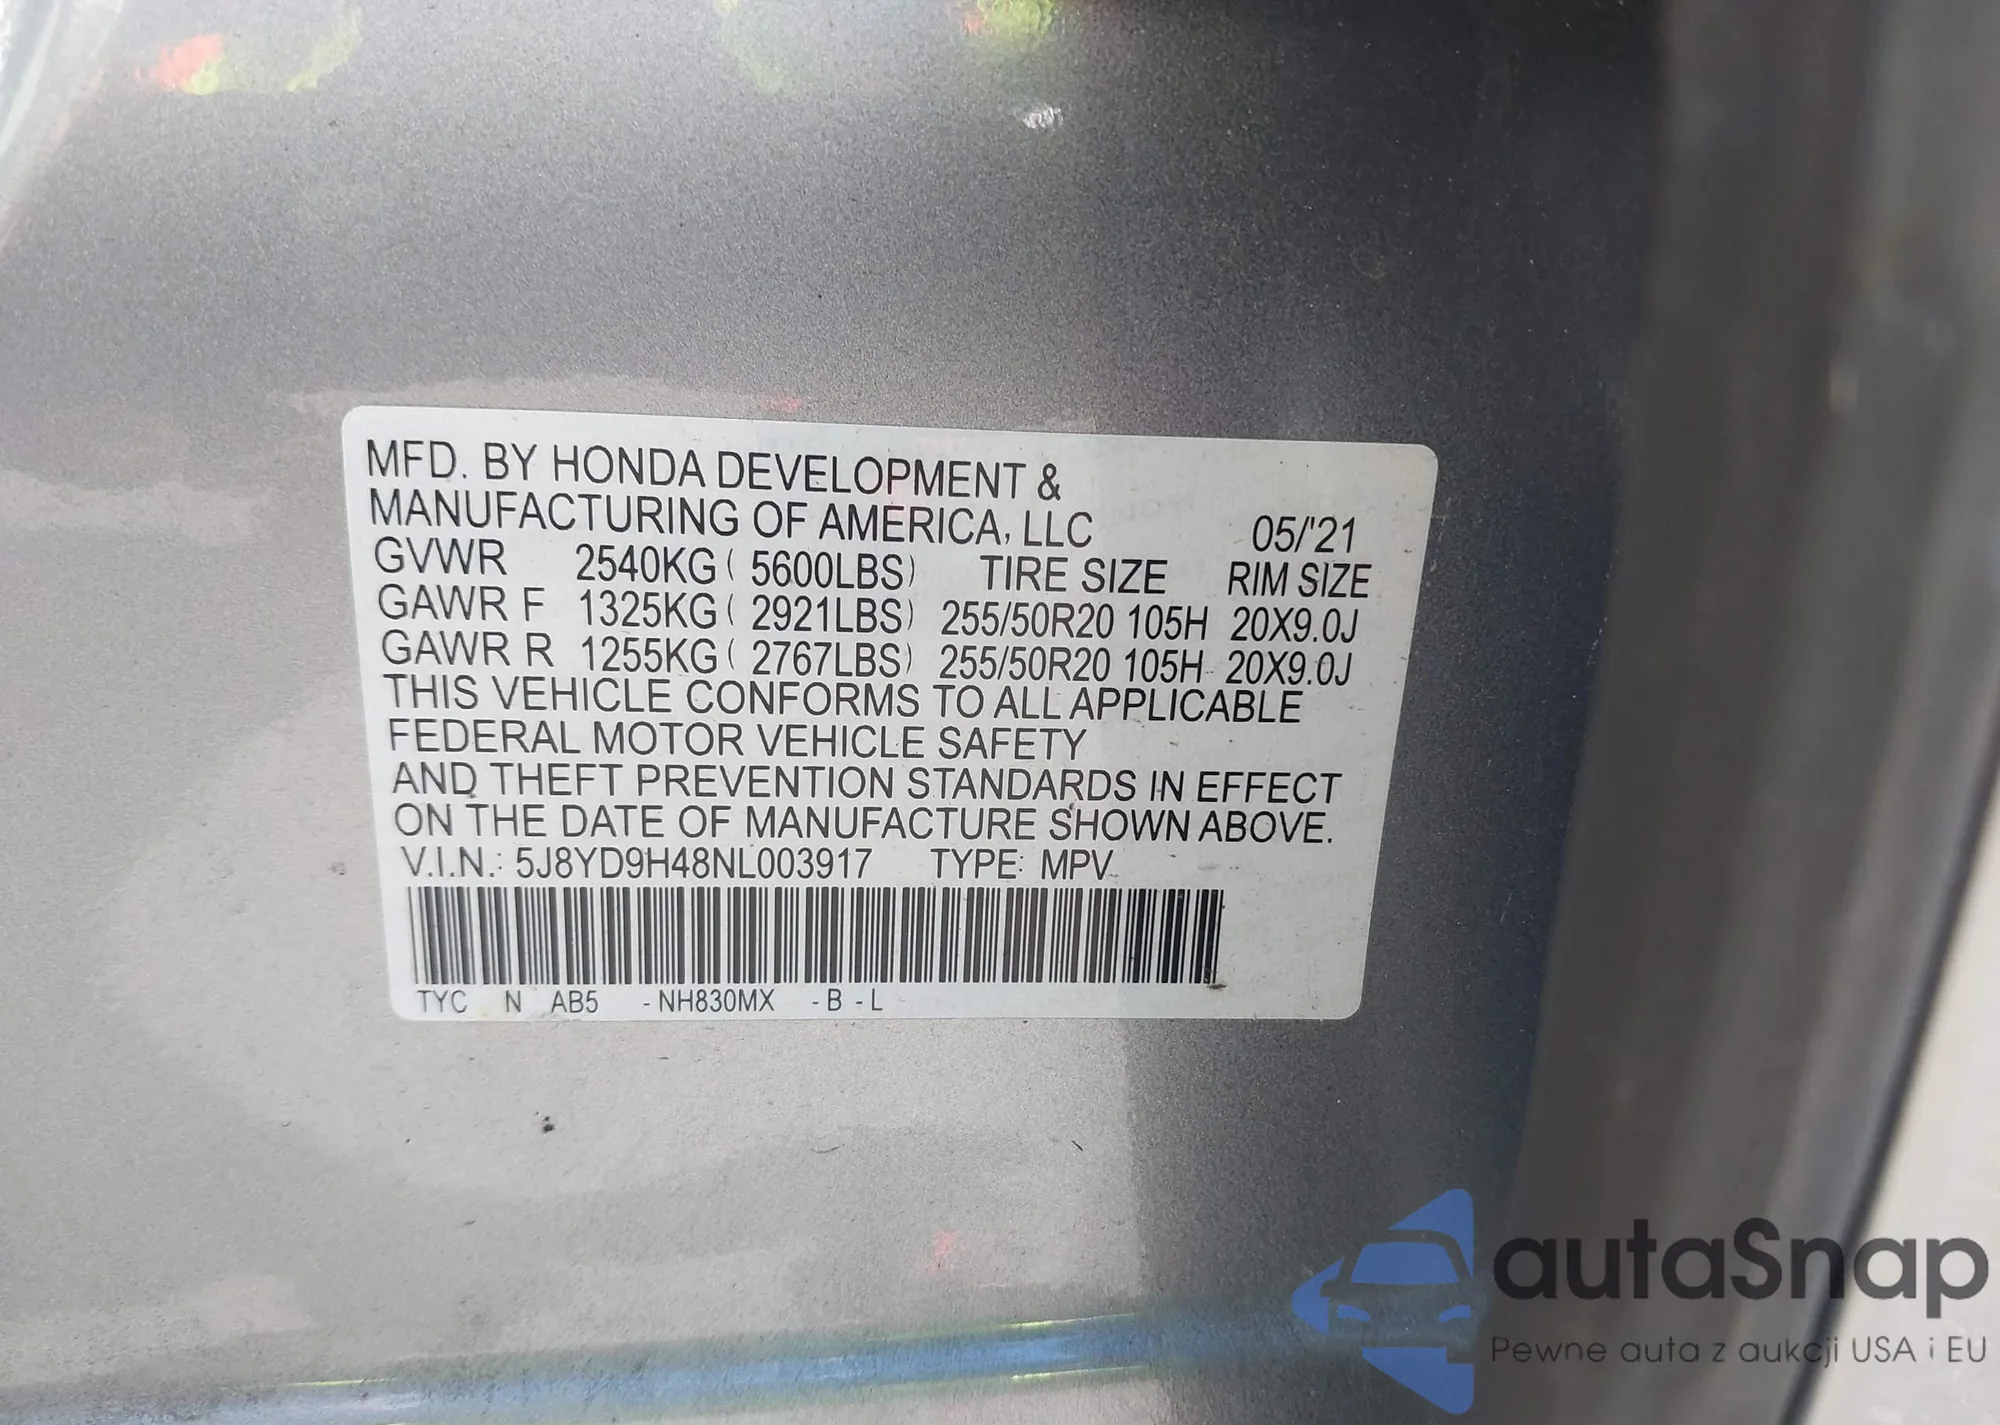 MFD. BY HONDA DEVELOPMENT &
MANUFACTURING OF AMERICA, LLC 05/'21
GVWR 2540KG ( 5600LBS) TIRE SIZE RIM SIZE
GAWR F 1325KG ( 2921LBS) 255/50R20 105H 20X9.0J
GAWR R 1255KG ( 2767LBS) 255/50R20 105H 20X9.0J
THIS VEHICLE CONFORMS TO ALL APPLICABLE
FEDERAL MOTOR VEHICLE SAFETY
AND THEFT PREVENTION STANDARDS IN EFFECT
ON THE DATE OF MANUFACTURE SHOWN ABOVE.
V.I.N.: 5J8YD9H48NL003917 TYPE: MPV
TYC N AB5 - NH830MX - B - L
autaSnap
Pewne auta z aukcji USA i EU